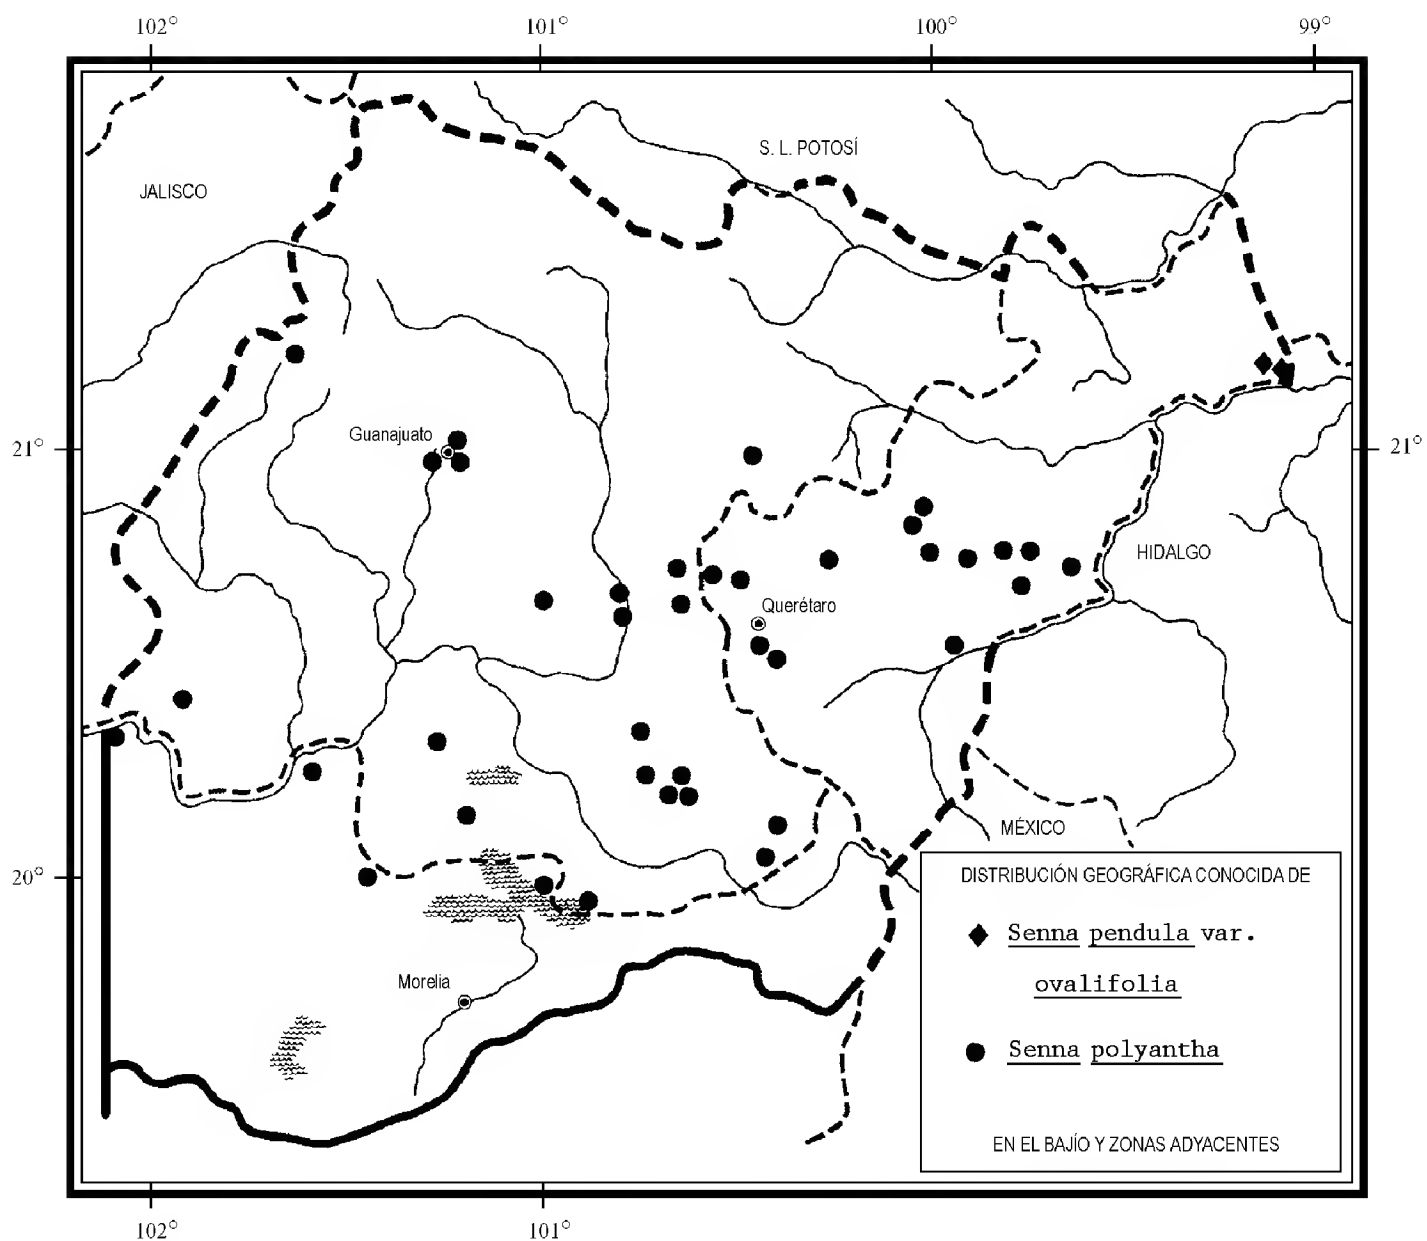 102° 101° 100° 99°
S. L. POTOSÍ
JALISCO
Guanajuato
21° 21°
HIDALGO
Querétaro
MÉXICO
20°
DISTRIBUCIÓN GEOGRÁFICA CONOCIDA DE
Senna pendula var.
ovalifolia
Morelia
Senna polyantha
EN EL BAJÍO Y ZONAS ADYACENTES
102° 101°